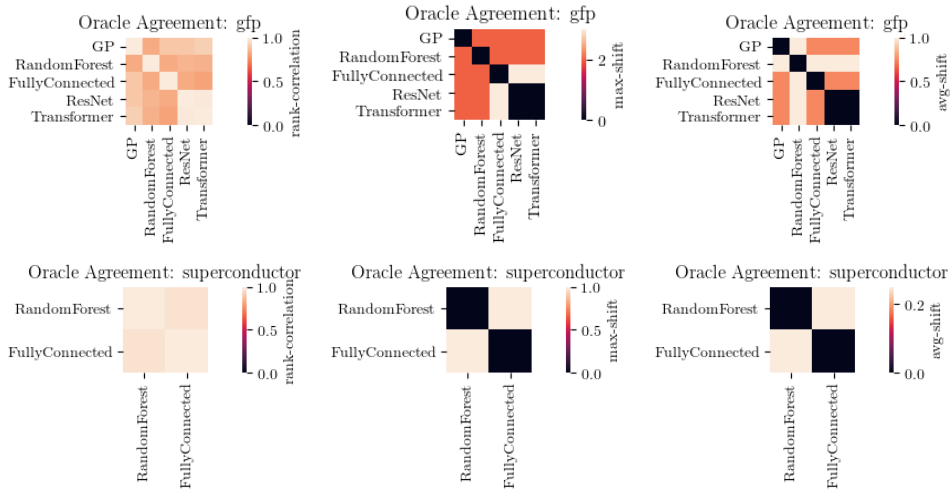 Oracle Agreement: gfp
GP
RandomForest
FullyConnected
ResNet
Transformer
GP
RandomForest
FullyConnected
ResNet
Transformer
1.0
0.5
0.0
rank-correlation
Oracle Agreement: gfp
GP
RandomForest
FullyConnected
ResNet
Transformer
GP
RandomForest
FullyConnected
ResNet
Transformer
2
0
max-shift
Oracle Agreement: gfp
GP
RandomForest
FullyConnected
ResNet
Transformer
GP
RandomForest
FullyConnected
ResNet
Transformer
1.0
0.5
0.0
avg-shift
Oracle Agreement: superconductor
RandomForest
FullyConnected
RandomForest
FullyConnected
1.0
0.5
0.0
rank-correlation
Oracle Agreement: superconductor
RandomForest
FullyConnected
RandomForest
FullyConnected
1.0
0.5
0.0
max-shift
Oracle Agreement: superconductor
RandomForest
FullyConnected
RandomForest
FullyConnected
0.2
0.0
avg-shift